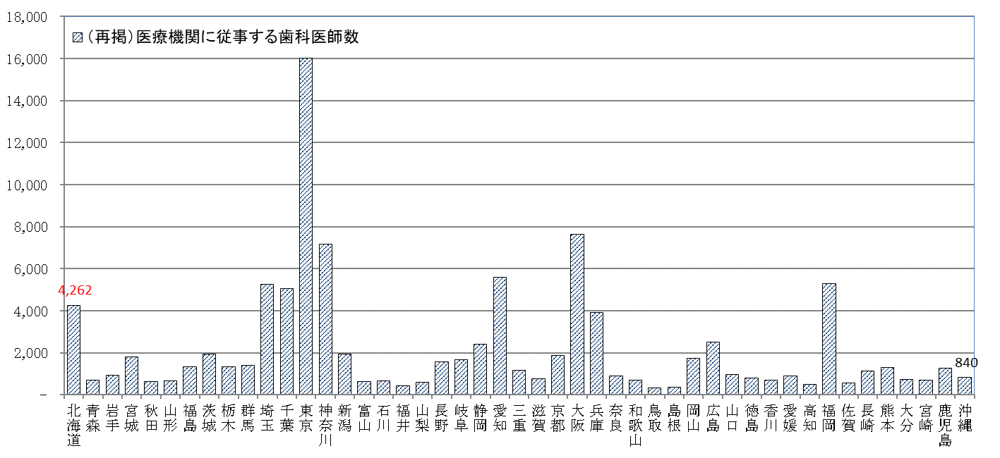 18,000
（再掲）医療機関に従事する歯科医師数
16,000
14,000
12,000
10,000
8,000
6,000
4,262
4,000
2,000
840
–
北海道
青森
岩手
宮城
秋田
山形
福島
茨城
栃木
群馬
埼玉
千葉
東京
神奈川
新潟
富山
石川
福井
山梨
長野
岐阜
静岡
愛知
三重
滋賀
京都
大阪
兵庫
奈良
和歌山
鳥取
島根
岡山
広島
山口
徳島
香川
愛媛
高知
福岡
佐賀
長崎
熊本
大分
宮崎
鹿児島
沖縄